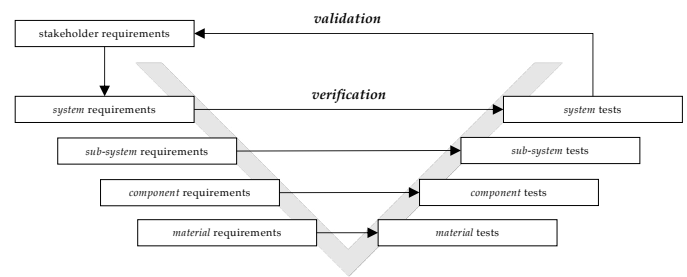 validation
stakeholder requirements
verification
system requirements
system tests
sub-system requirements
sub-system tests
component requirements
component tests
material requirements
material tests